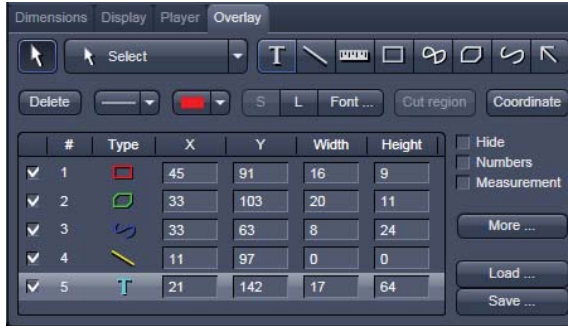 Dimensions Display Player Overlay
Select T
Delete S L Font ... Cut region Coordinate
# Type X Y Width Height
Hide
Numbers
Measurement
1 45 91 16 9
2 33 103 20 11
3 33 63 8 24
4 11 97 0 0
5 T 21 142 17 64
More ...
Load ...
Save ...